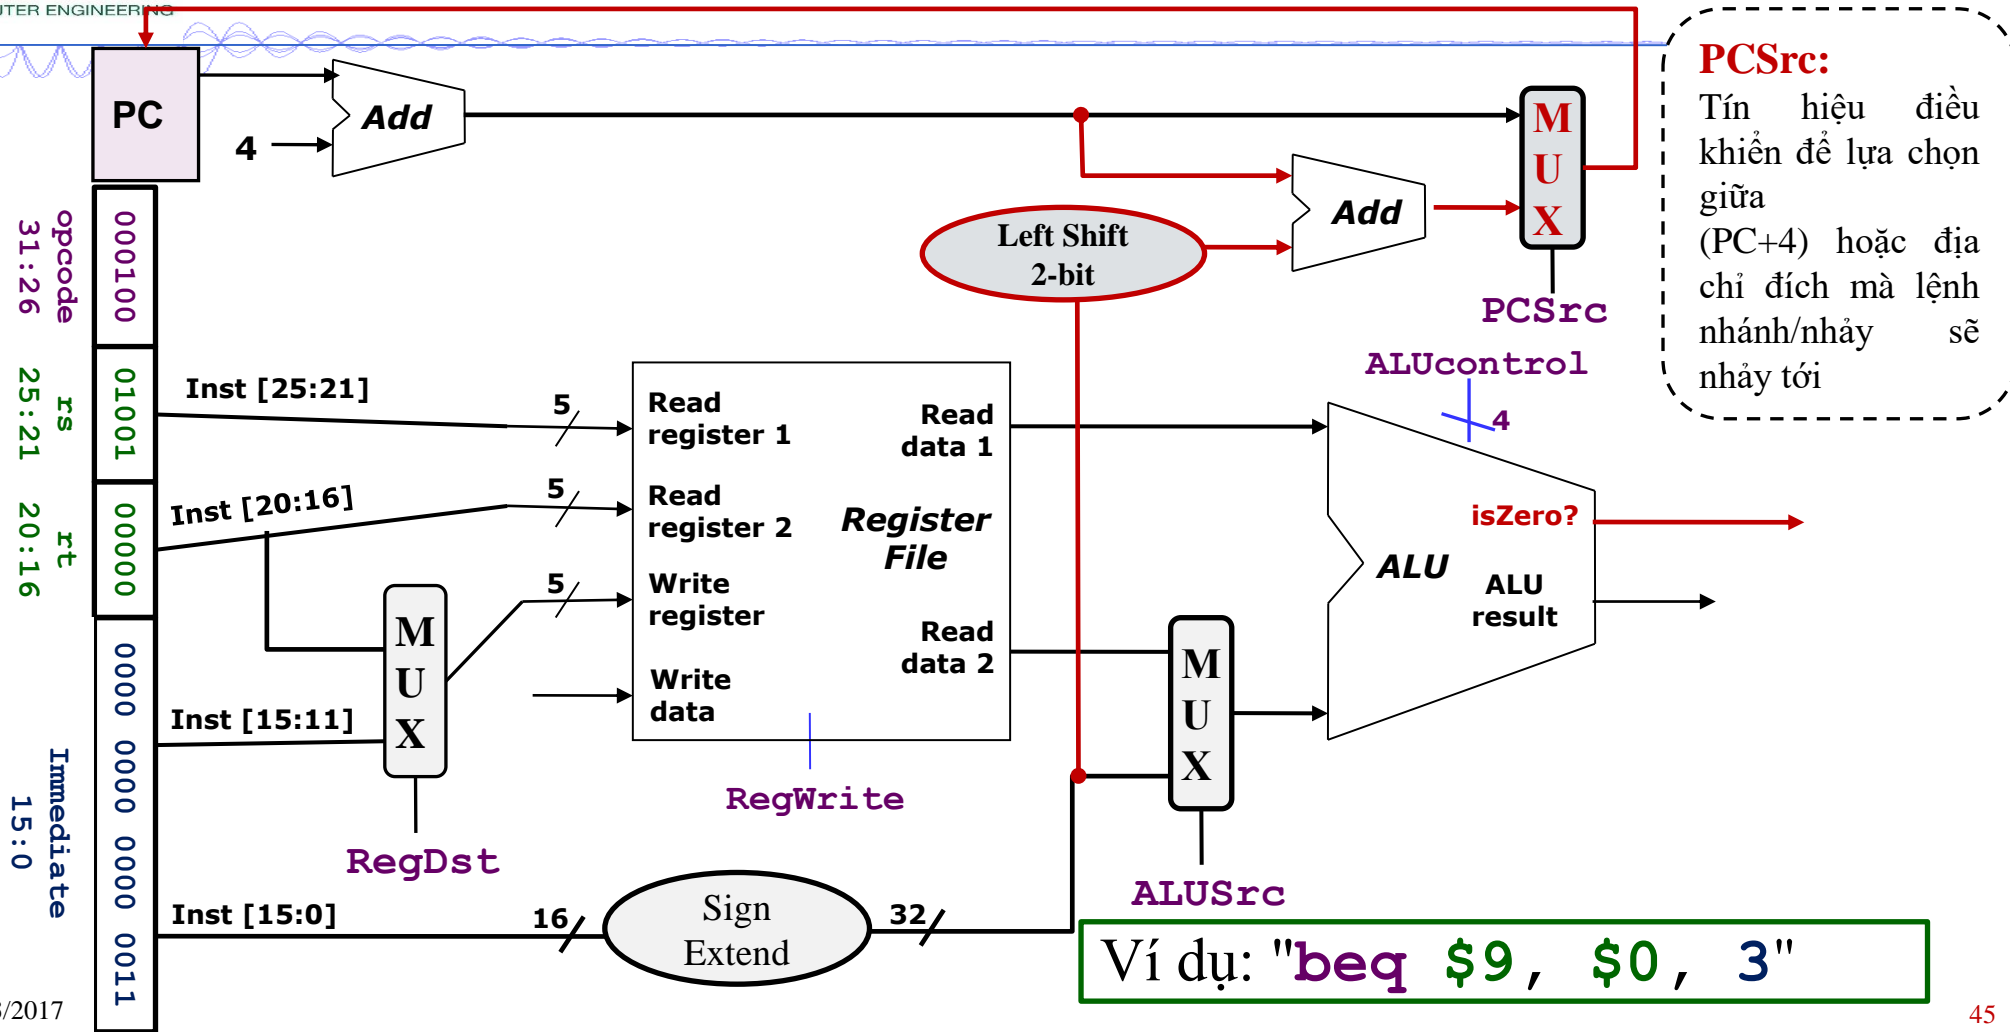 UTER ENGINEERING
PC
4
Add
Add
Left Shift
2-bit
M
U
X
PCSrc
PCSrc:
Tín hiệu điều
khiển để lựa chọn
giữa
(PC+4) hoặc địa
chỉ đích mà lệnh
nhánh/nhảy sẽ
nhảy tới
opcode
31:26
000100
rs
25:21
01001
rt
20:16
00000
Immediate
15:0
0000 0000 0000 0011
Inst [25:21]
5
Inst [20:16]
5
5
Inst [15:11]
Inst [15:0]
M
U
X
RegDst
Read
register 1
Read
register 2
Write
register
Write
data
Register
File
Read
data 1
Read
data 2
RegWrite
16
Sign
Extend
32
M
U
X
ALUSrc
ALUcontrol
4
ALU
isZero?
ALU
result
Ví dụ: "beq $9, $0, 3"
/2017
45